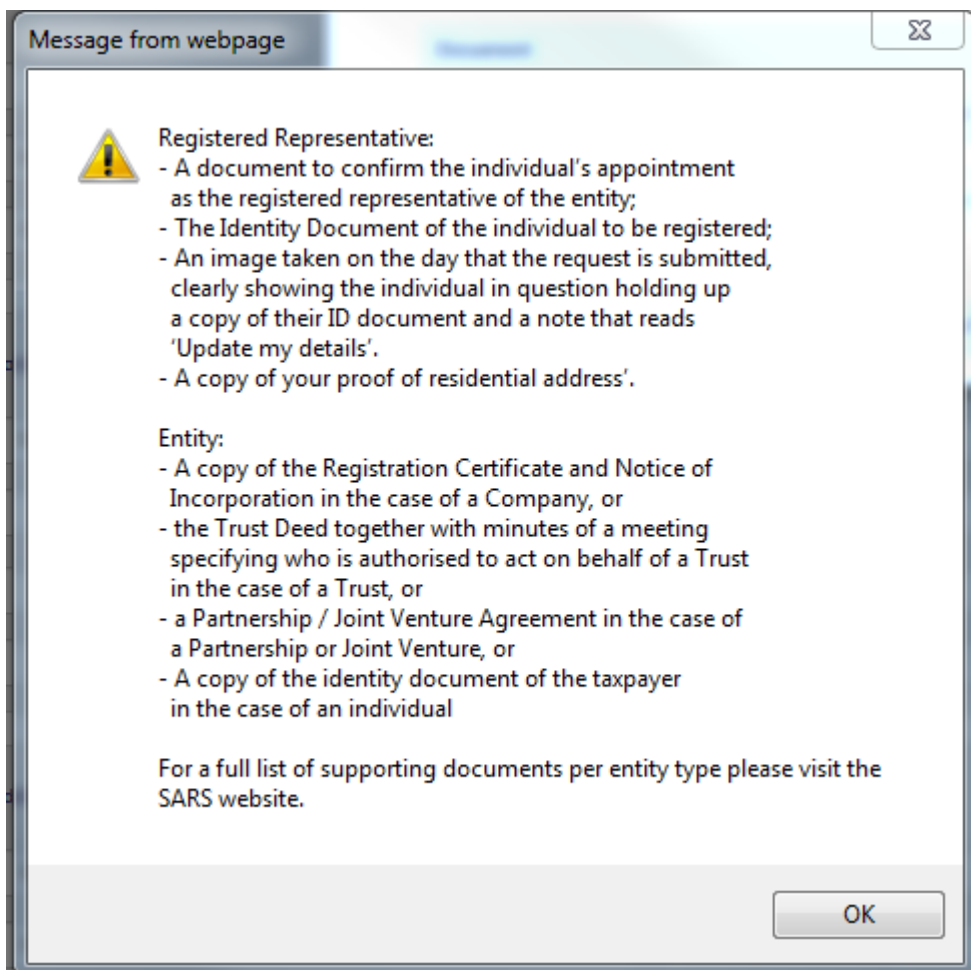 Message from webpage
Document
Registered Representative:
- A document to confirm the individual's appointment
as the registered representative of the entity;
- The Identity Document of the individual to be registered;
- An image taken on the day that the request is submitted,
clearly showing the individual in question holding up
a copy of their ID document and a note that reads
‘Update my details’.
- A copy of your proof of residential address’.
Entity:
- A copy of the Registration Certificate and Notice of
Incorporation in the case of a Company, or
- the Trust Deed together with minutes of a meeting
specifying who is authorised to act on behalf of a Trust
in the case of a Trust, or
- a Partnership / Joint Venture Agreement in the case of
a Partnership or Joint Venture, or
- A copy of the identity document of the taxpayer
in the case of an individual
For a full list of supporting documents per entity type please visit the
SARS website.
OK